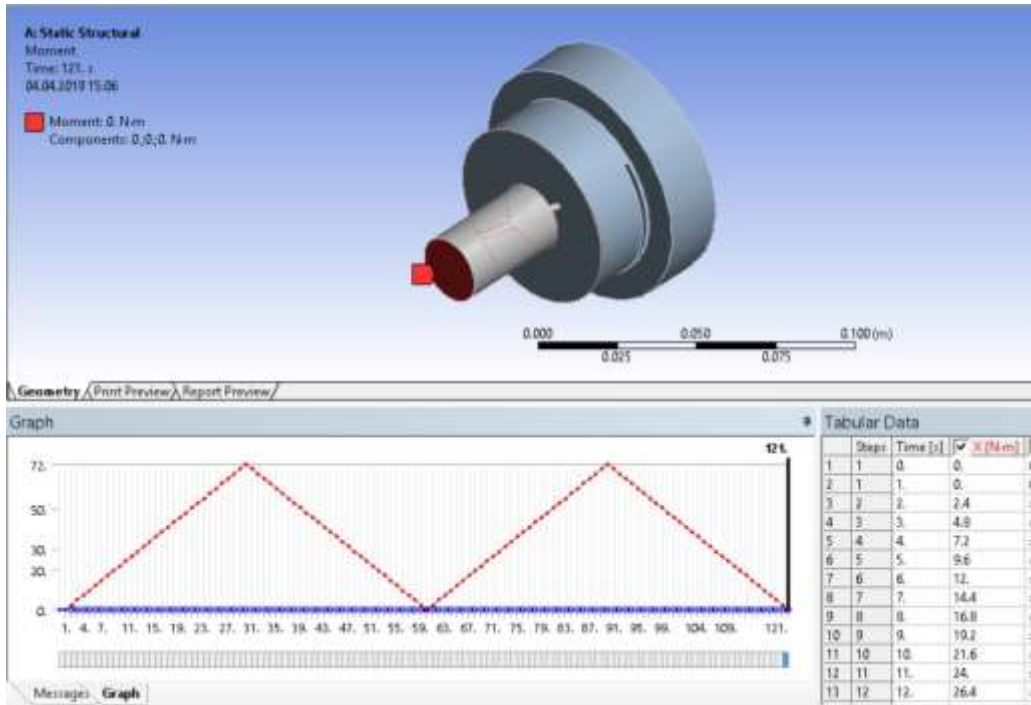 A: Static Structural
Moment
Time: 121. s
04.04.2019 15:06
Moment: 0. N·m
Components: 0.;0.;0. N·m
0.000 0.050 0.100 (m)
0.025 0.075
Geometry / Print Preview / Report Preview /
Graph
121.
72.
50.
30.
20.
0.
1. 4. 7. 11. 15. 19. 23. 27. 31. 35. 39. 43. 47. 51. 55. 59. 63. 67. 71. 75. 79. 83. 87. 91. 95. 99. 104. 109. 121.
Messages Graph
Tabular Data
Steps Time [s] X [N·m]
1 1 0. 0.
2 1 1. 0.
3 2 2. 2.4
4 3 3. 4.8
5 4 4. 7.2
6 5 5. 9.6
7 6 6. 12.
8 7 7. 14.4
9 8 8. 16.8
10 9 9. 19.2
11 10 10. 21.6
12 11 11. 24.
13 12 12. 26.4